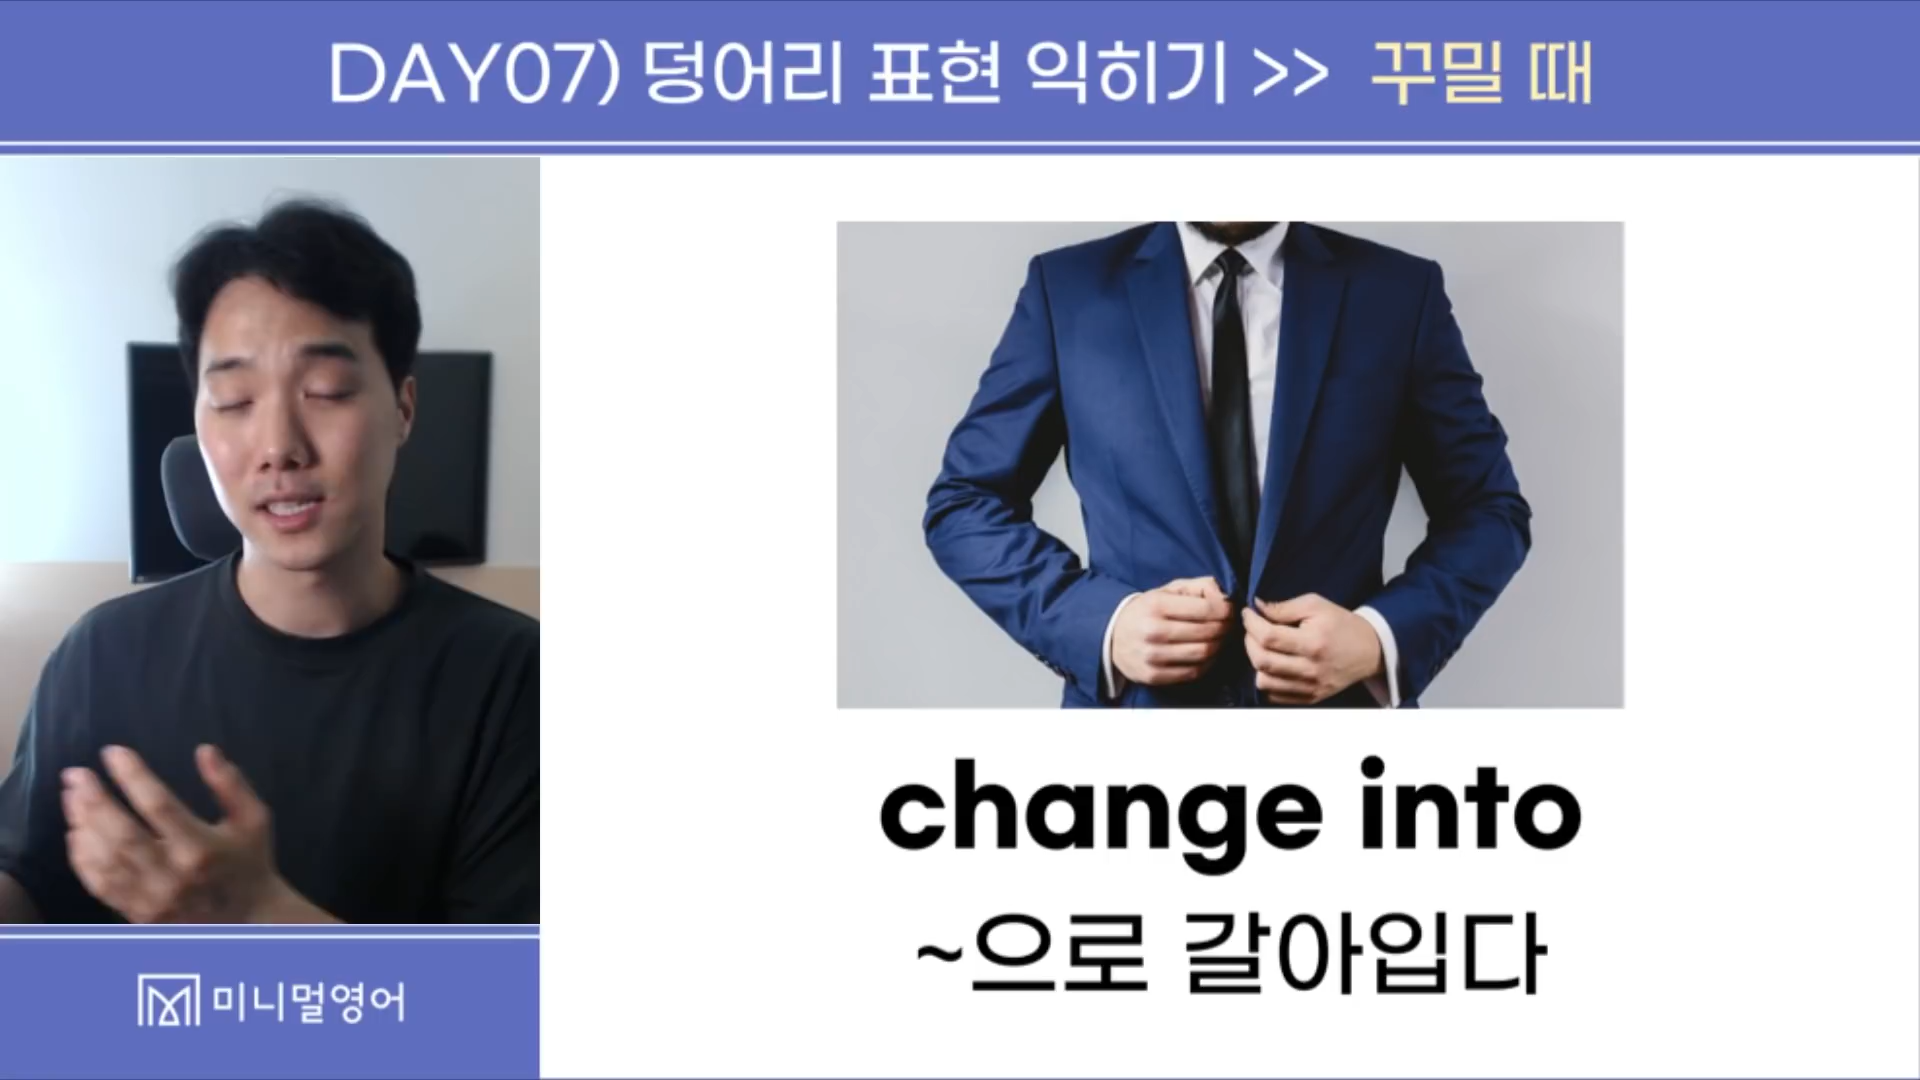 DAY07) 덩어리 표현 익히기 >> 꾸밀 때
change into
~으로 갈아입다
미니멀영어